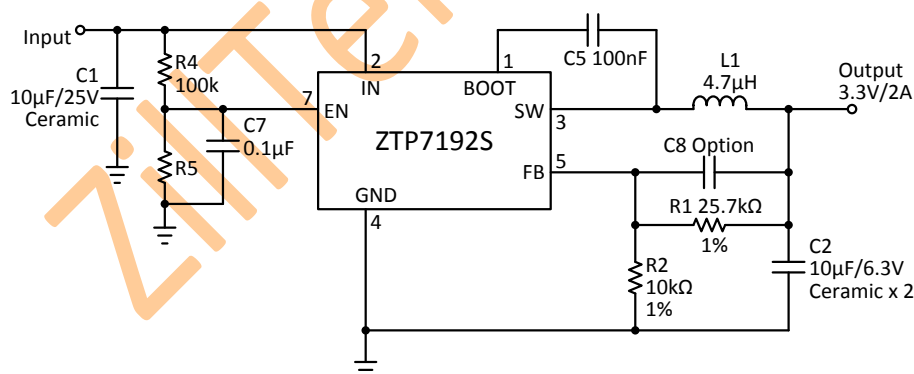 Input
C1
10µF/25V
Ceramic
R4
100k
R5
C7
0.1µF
7
EN
2
IN
1
BOOT
C5 100nF
ZTP7192S
SW
3
5
FB
GND
4
L1
4.7µH
Output
3.3V/2A
C8 Option
R1 25.7kΩ
1%
R2
10kΩ
1%
C2
10µF/6.3V
Ceramic x 2